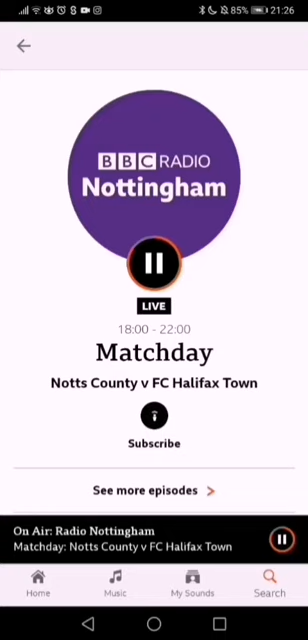 85% 21:26
BBC RADIO
Nottingham
LIVE
18:00 - 22:00
Matchday
Notts County v FC Halifax Town
Subscribe
See more episodes
On Air: Radio Nottingham
Matchday: Notts County v FC Halifax Town
Home Music My Sounds Search